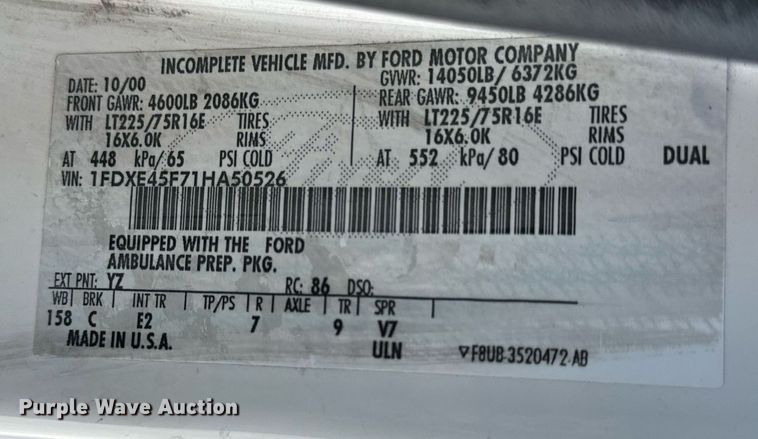 INCOMPLETE VEHICLE MFD. BY FORD MOTOR COMPANY
DATE: 10/00 GVWR: 14050LB/ 6372KG
FRONT GAWR: 4600LB 2086KG REAR GAWR: 9450LB 4286KG
WITH LT225/75R16E TIRES WITH LT225/75R16E TIRES
16X6.0K RIMS 16X6.0K RIMS
AT 448 kPa/65 PSI COLD AT 552 kPa/80 PSI COLD DUAL
VIN: 1FDXE45F71HA50526
EQUIPPED WITH THE FORD
AMBULANCE PREP. PKG.
EXT PNT: YZ RC: 86 DSO:
WB BRK INT TR TP/PS R AXLE TR SPR
158 C E2 7 9 V7
MADE IN U.S.A. ULN F8UB-3520472-AB
Purple Wave Auction